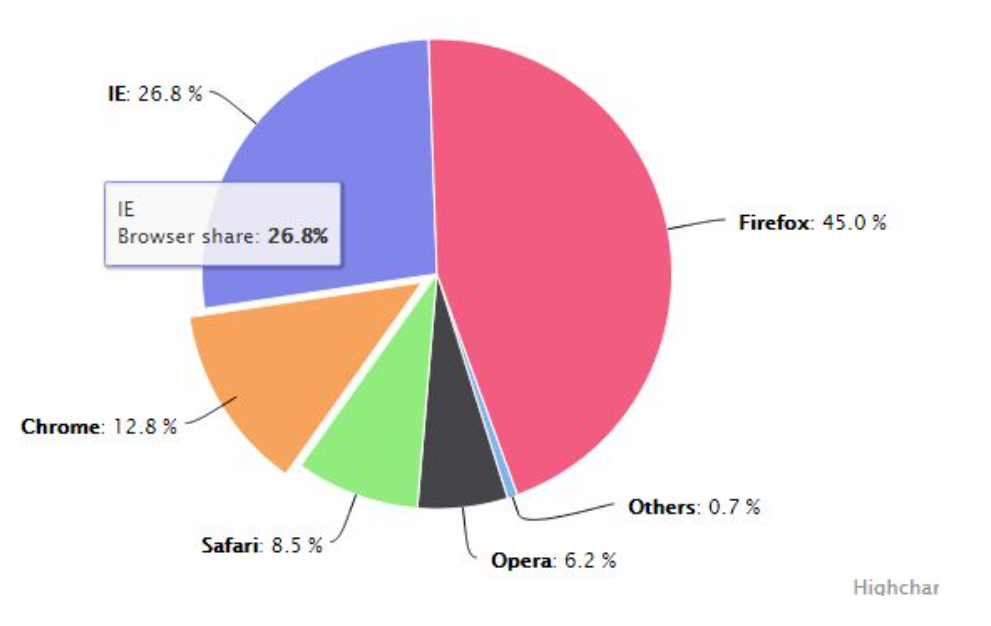 IE: 26.8 %
IE
Browser share: 26.8%
Firefox: 45.0 %
Chrome: 12.8 %
Others: 0.7 %
Safari: 8.5 %
Opera: 6.2 %
Highchar